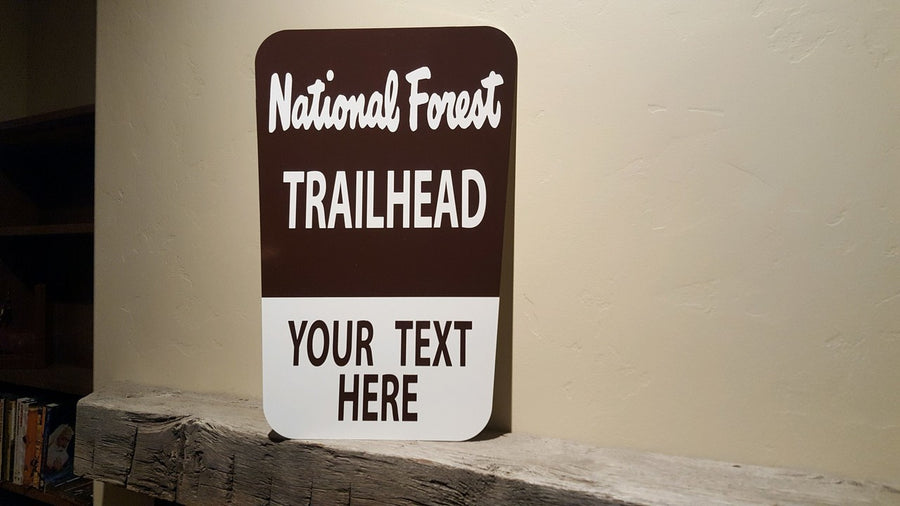 National Forest
TRAILHEAD
YOUR TEXT
HERE